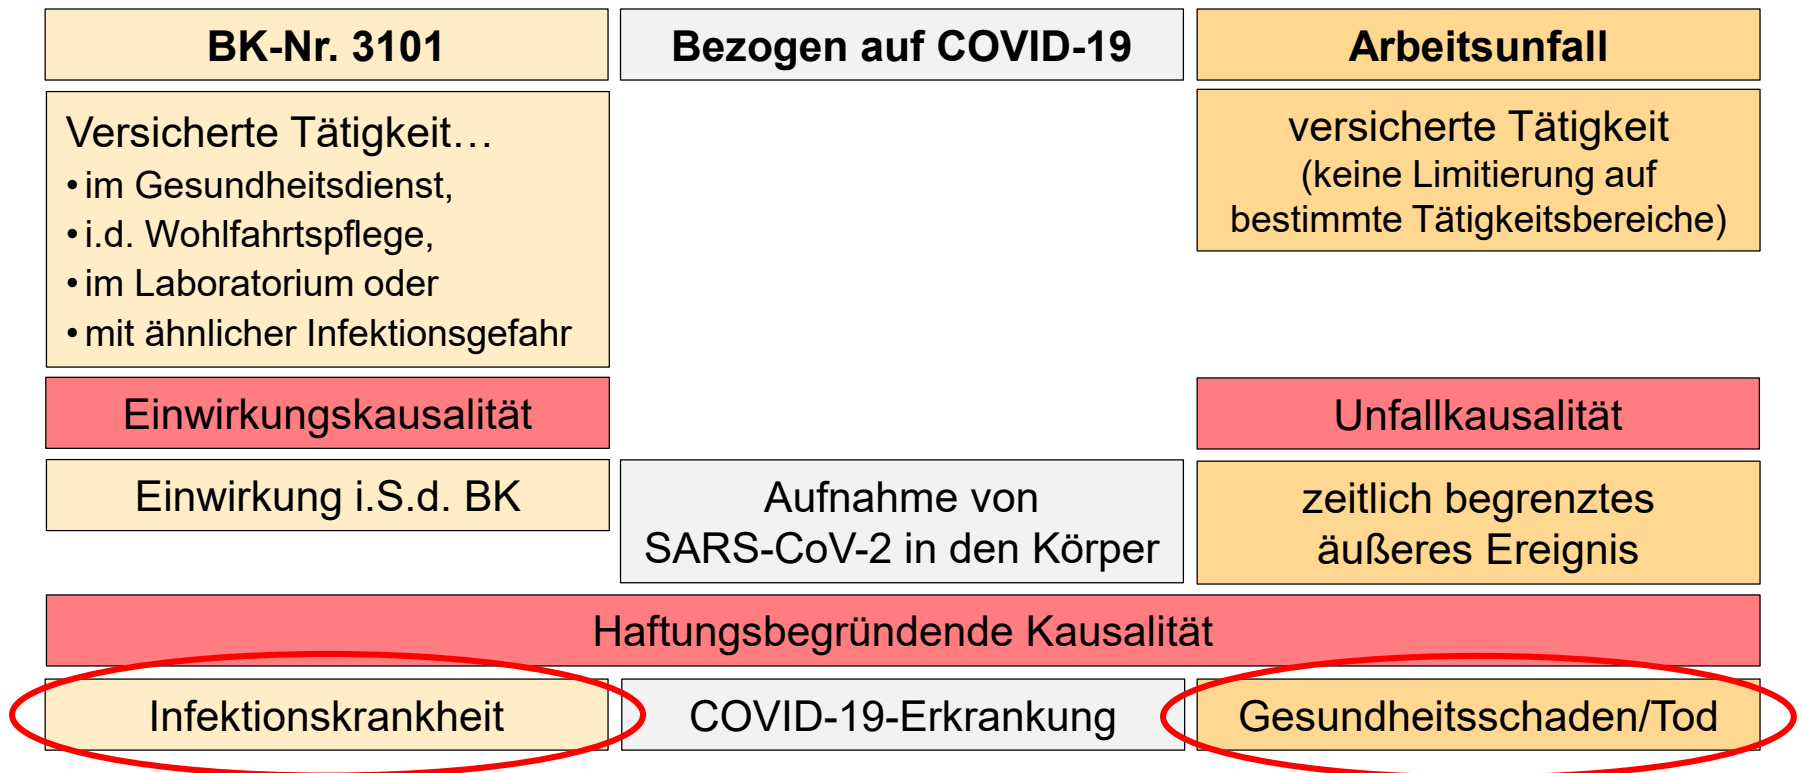 BK-Nr. 3101
Bezogen auf COVID-19
Arbeitsunfall
Versicherte Tätigkeit…
• im Gesundheitsdienst,
• i.d. Wohlfahrtspflege,
• im Laboratorium oder
• mit ähnlicher Infektionsgefahr
versicherte Tätigkeit
(keine Limitierung auf
bestimmte Tätigkeitsbereiche)
Einwirkungskausalität
Unfallkausalität
Einwirkung i.S.d. BK
Aufnahme von
SARS-CoV-2 in den Körper
zeitlich begrenztes
äußeres Ereignis
Haftungsbegründende Kausalität
Infektionskrankheit
COVID-19-Erkrankung
Gesundheitsschaden/Tod